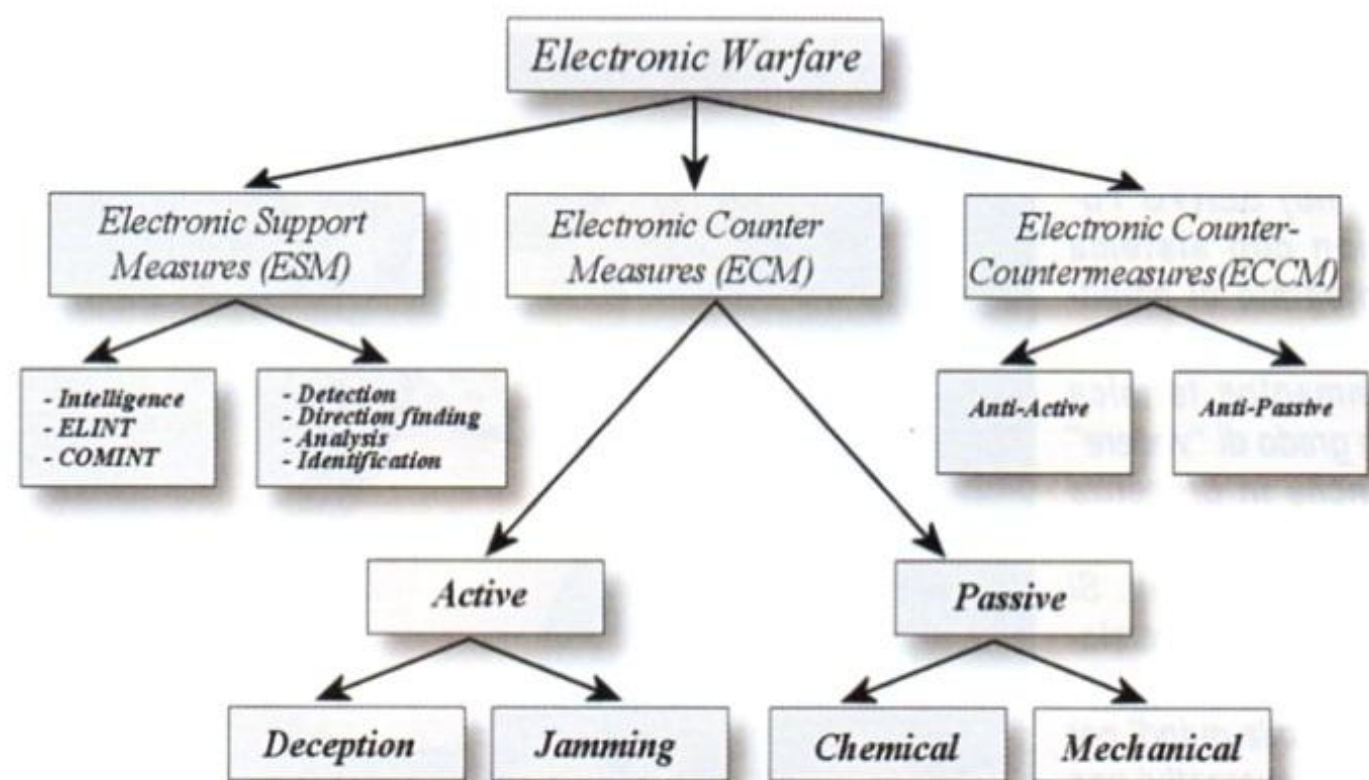 Electronic Warfare
Electronic Support
Measures (ESM)
Electronic Counter
Measures (ECM)
Electronic Counter-
Countermeasures (ECCM)
- Intelligence
- ELINT
- COMINT
- Detection
- Direction finding
- Analysis
- Identification
Anti-Active
Anti-Passive
Active
Passive
Deception
Jamming
Chemical
Mechanical